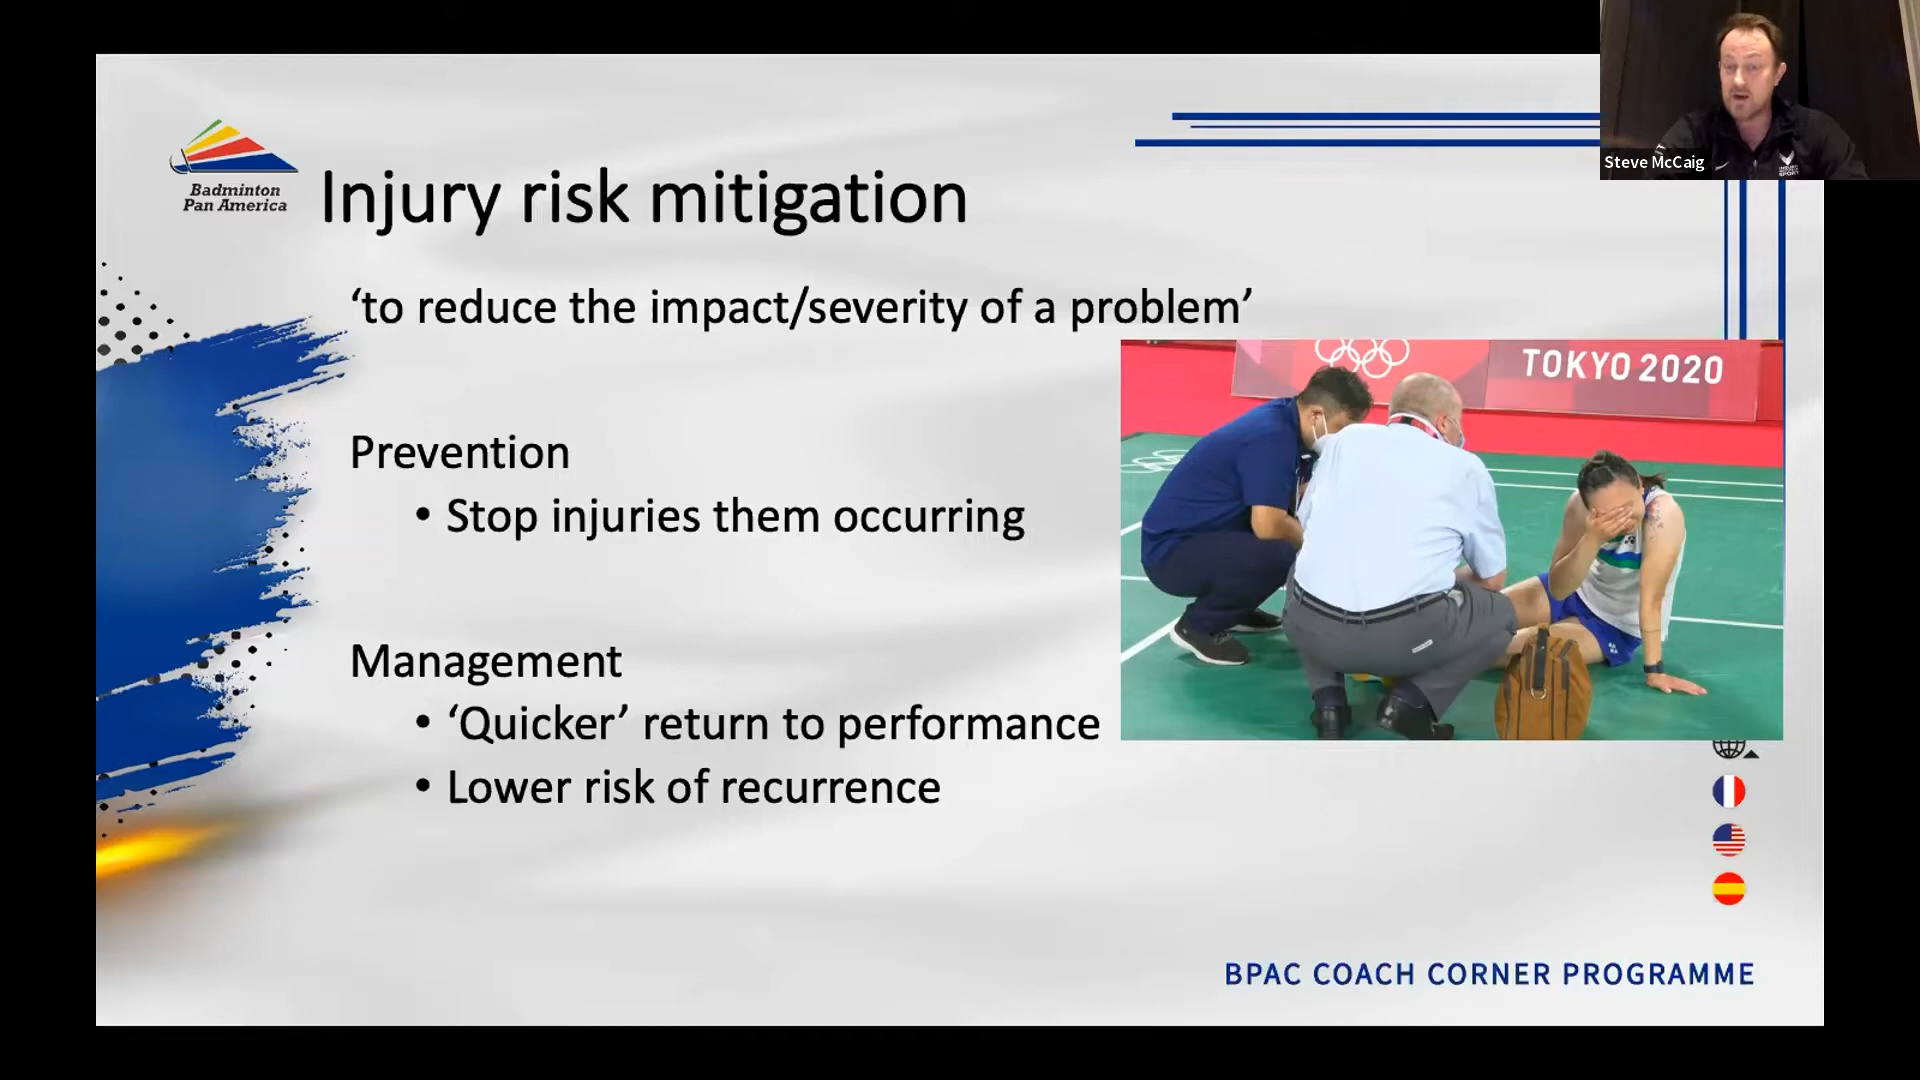 Steve McCaig
Badminton
Pan America
Injury risk mitigation
‘to reduce the impact/severity of a problem’
TOKYO 2020
Prevention
• Stop injuries them occurring
Management
• ‘Quicker’ return to performance
• Lower risk of recurrence
BPAC COACH CORNER PROGRAMME